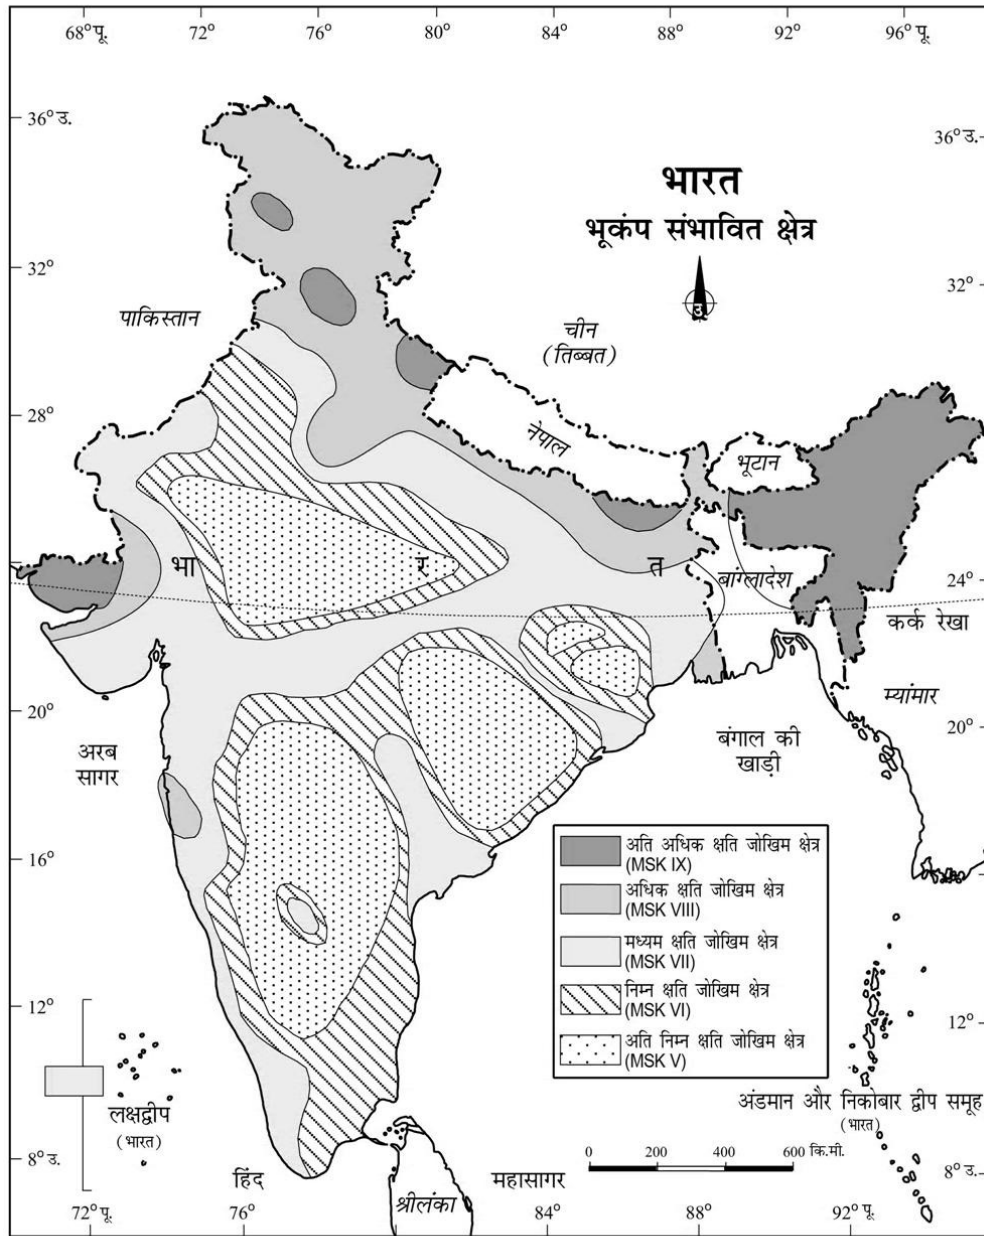 68° पू.
72°
76°
80°
84°
88°
92°
96° पू.
36° उ.
36° उ.
भारत
भूकंप संभावित क्षेत्र
32°
32°
उ
पाकिस्तान
चीन
(तिब्बत)
28°
28°
नेपाल
भूटान
भा
र
त
बांग्लादेश
24°
24°
कर्क रेखा
म्यांमार
20°
20°
अरब
सागर
बंगाल की
खाड़ी
अति अधिक क्षति जोखिम क्षेत्र
(MSK IX)
अधिक क्षति जोखिम क्षेत्र
(MSK VIII)
मध्यम क्षति जोखिम क्षेत्र
(MSK VII)
निम्न क्षति जोखिम क्षेत्र
(MSK VI)
अति निम्न क्षति जोखिम क्षेत्र
(MSK V)
16°
16°
12°
12°
लक्षद्वीप
(भारत)
अंडमान और निकोबार द्वीप समूह
(भारत)
0 200 400 600 कि.मी.
8° उ.
8° उ.
हिंद
महासागर
श्रीलंका
72° पू.
76°
84°
88°
92° पू.